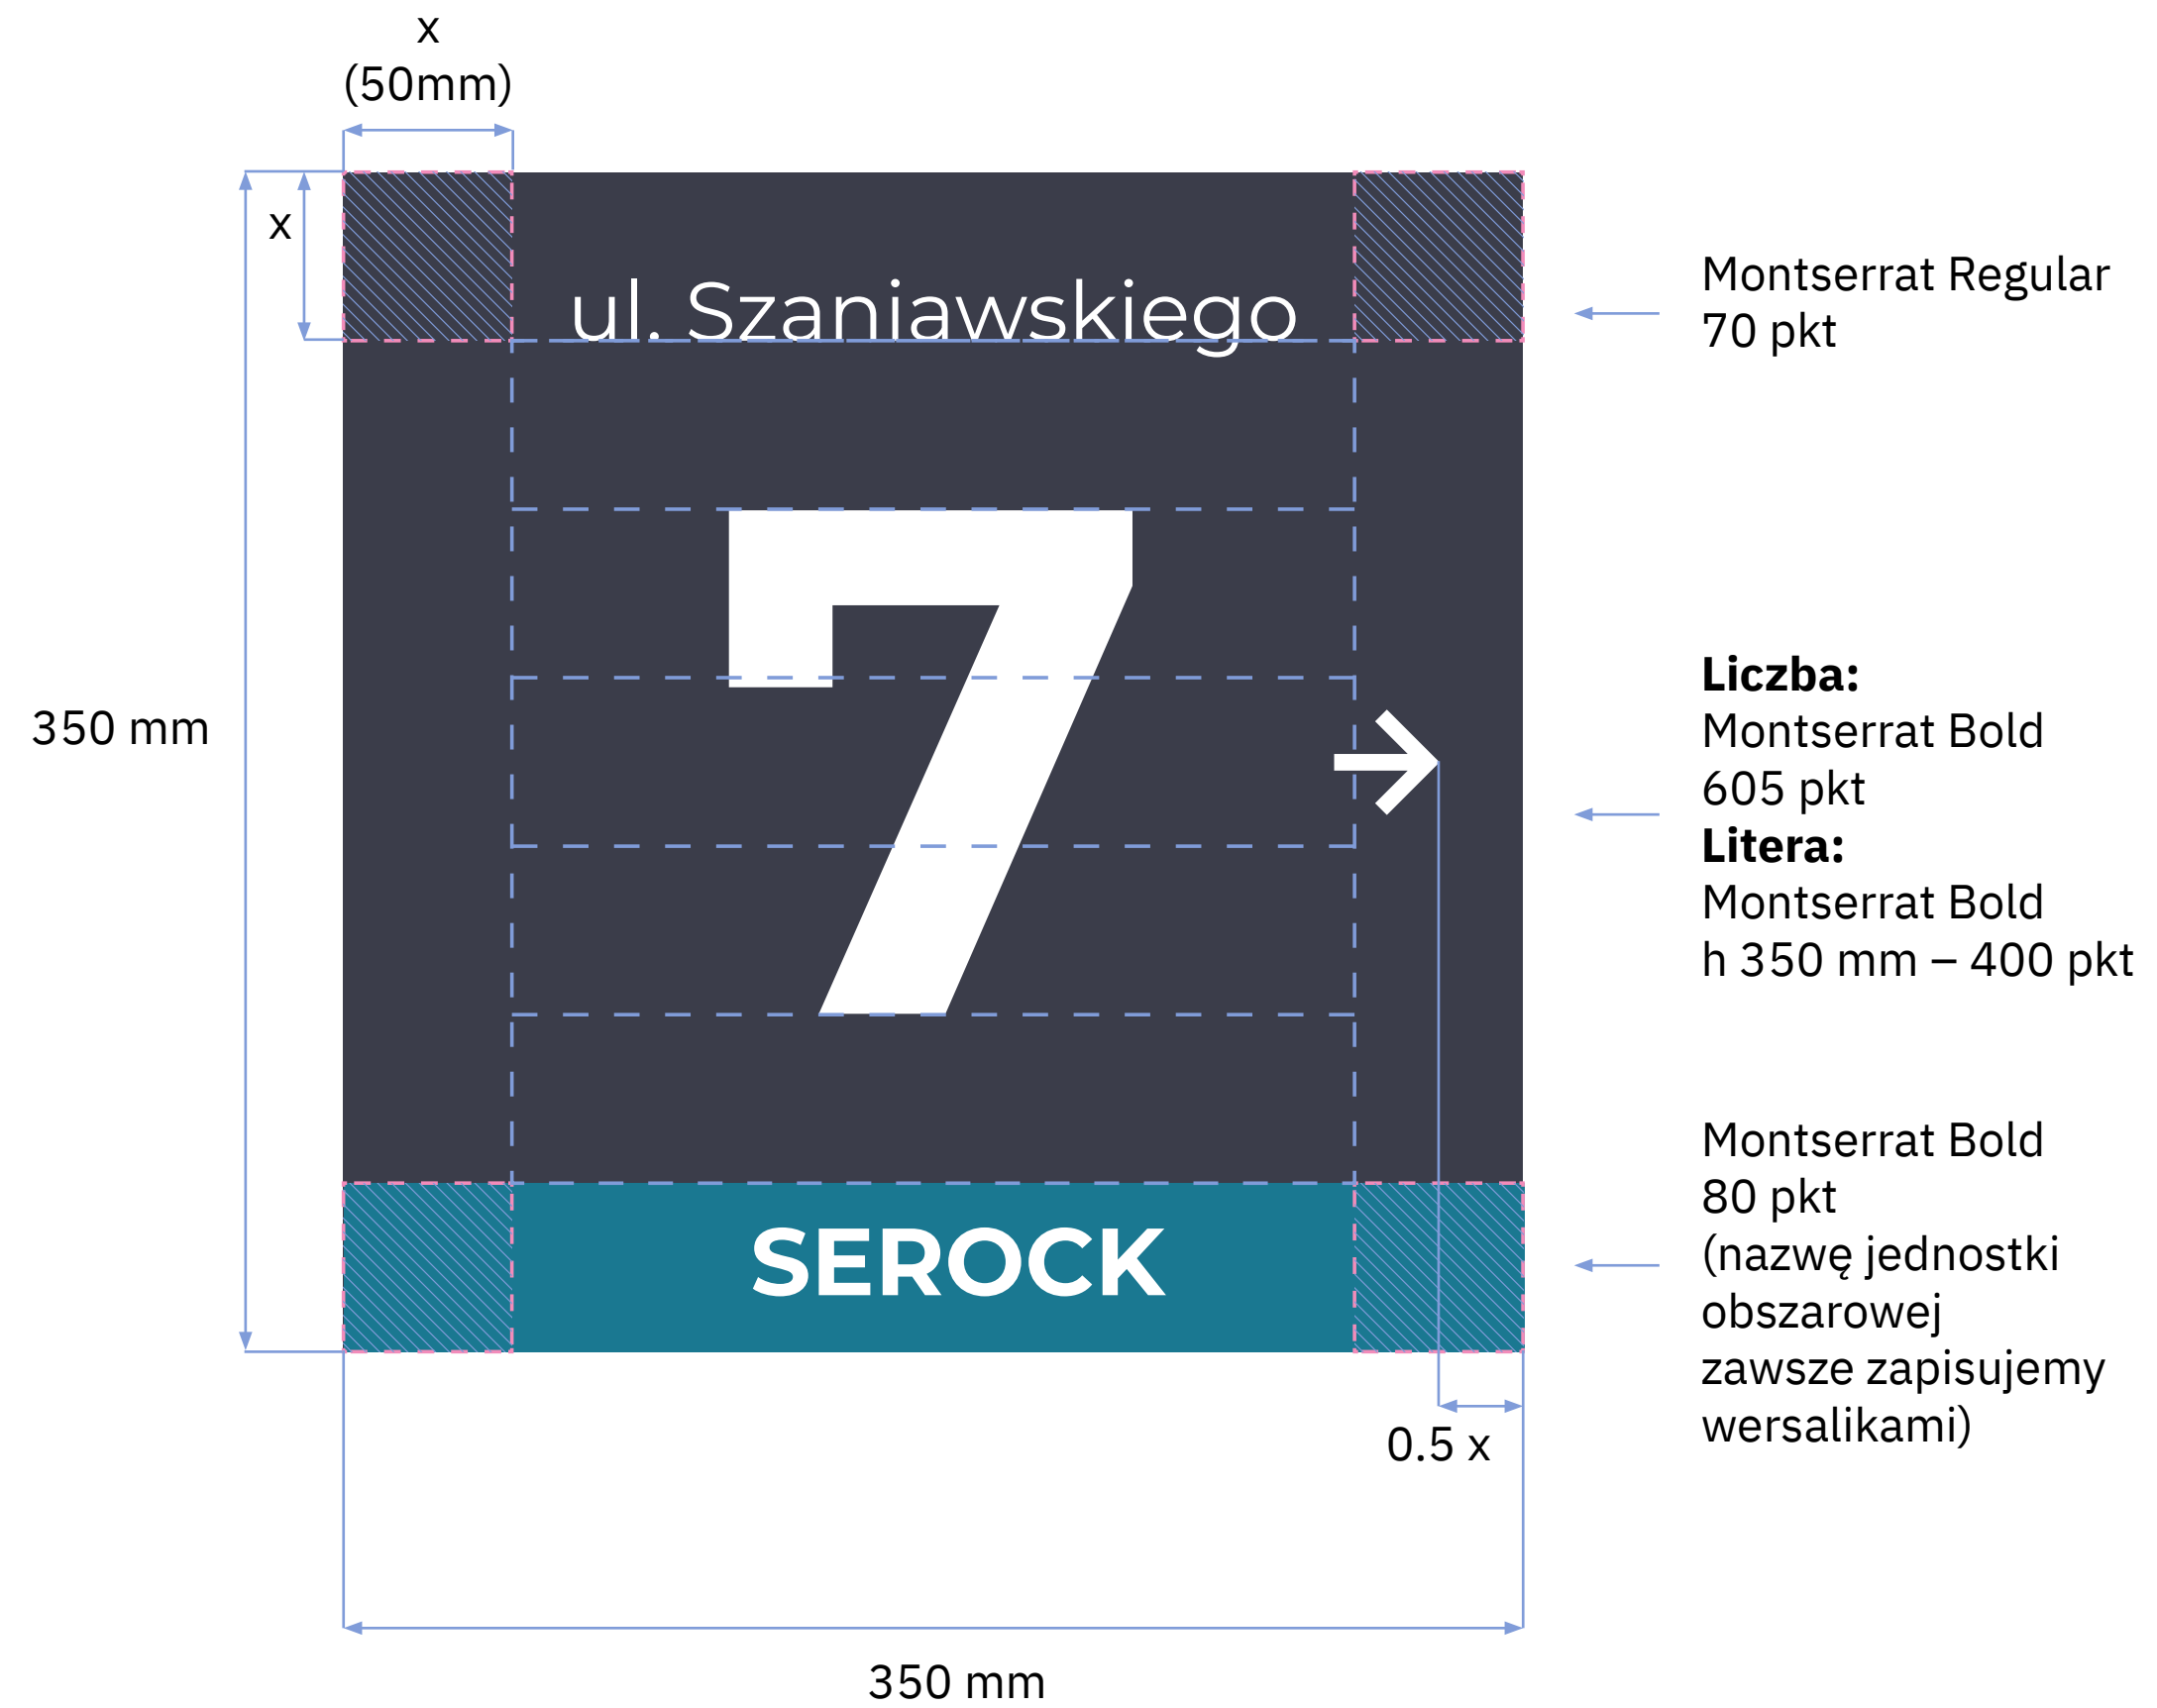 x
(50mm)
x
ul. Szaniawskiego
Montserrat Regular
70 pkt
7
350 mm
Liczba:
Montserrat Bold
605 pkt
Litera:
Montserrat Bold
h 350 mm – 400 pkt
SEROCK
Montserrat Bold
80 pkt
(nazwę jednostki
obszarowej
zawsze zapisujemy
wersalikami)
0.5 x
350 mm